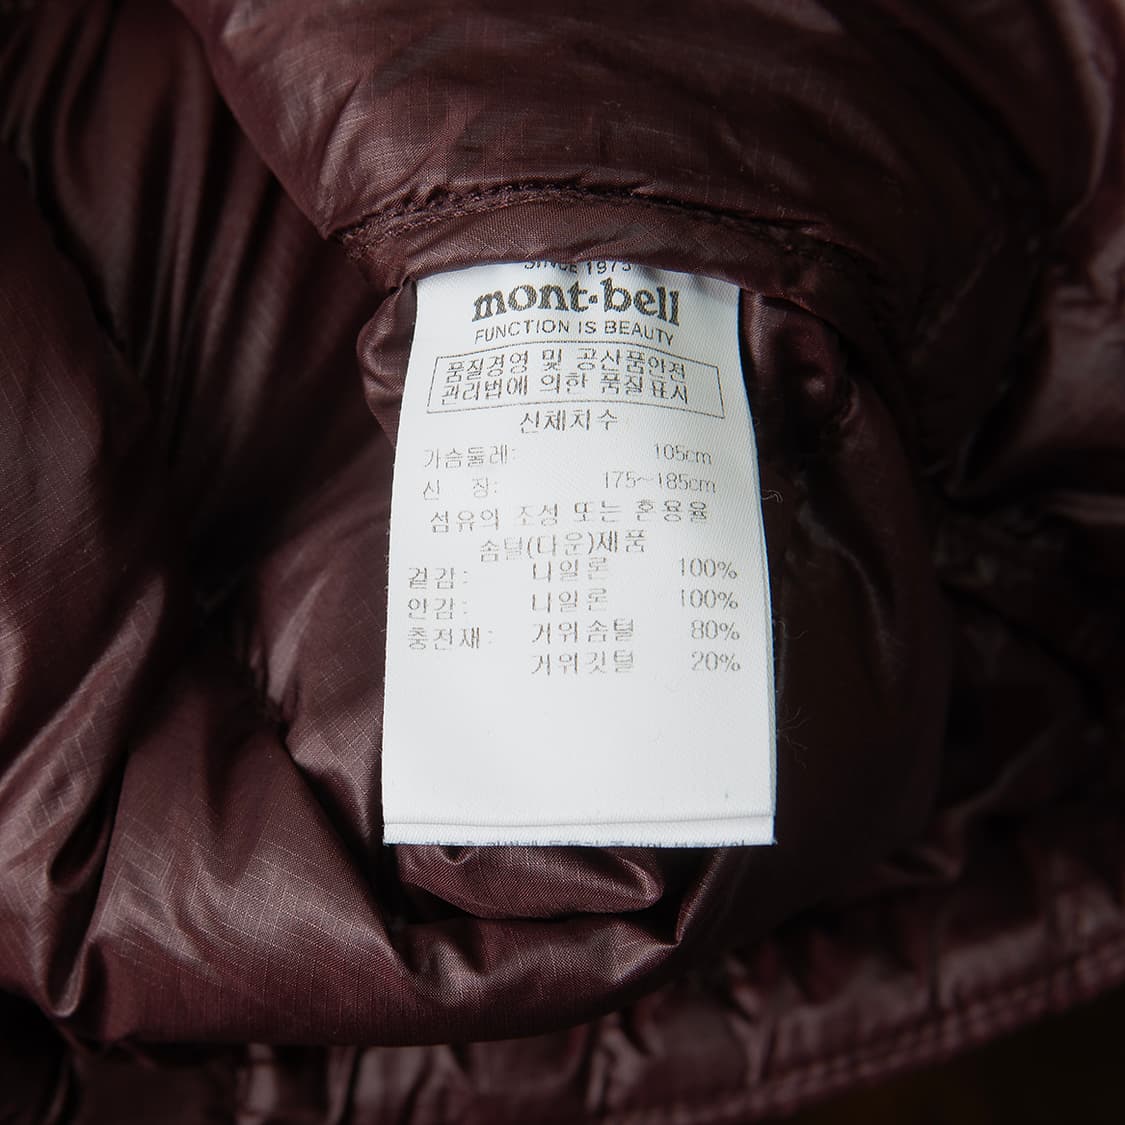 SINCE 1975
mont-bell
FUNCTION IS BEAUTY
품질경영 및 공산품안전
관리법에 의한 품질표시
신체치수
가슴둘레: 105cm
신 장: 175~185cm
섬유의 조성 또는 혼용율
솜털(다운)제품
겉감: 나일론 100%
안감: 나일론 100%
충전재: 거위솜털 80%
거위깃털 20%